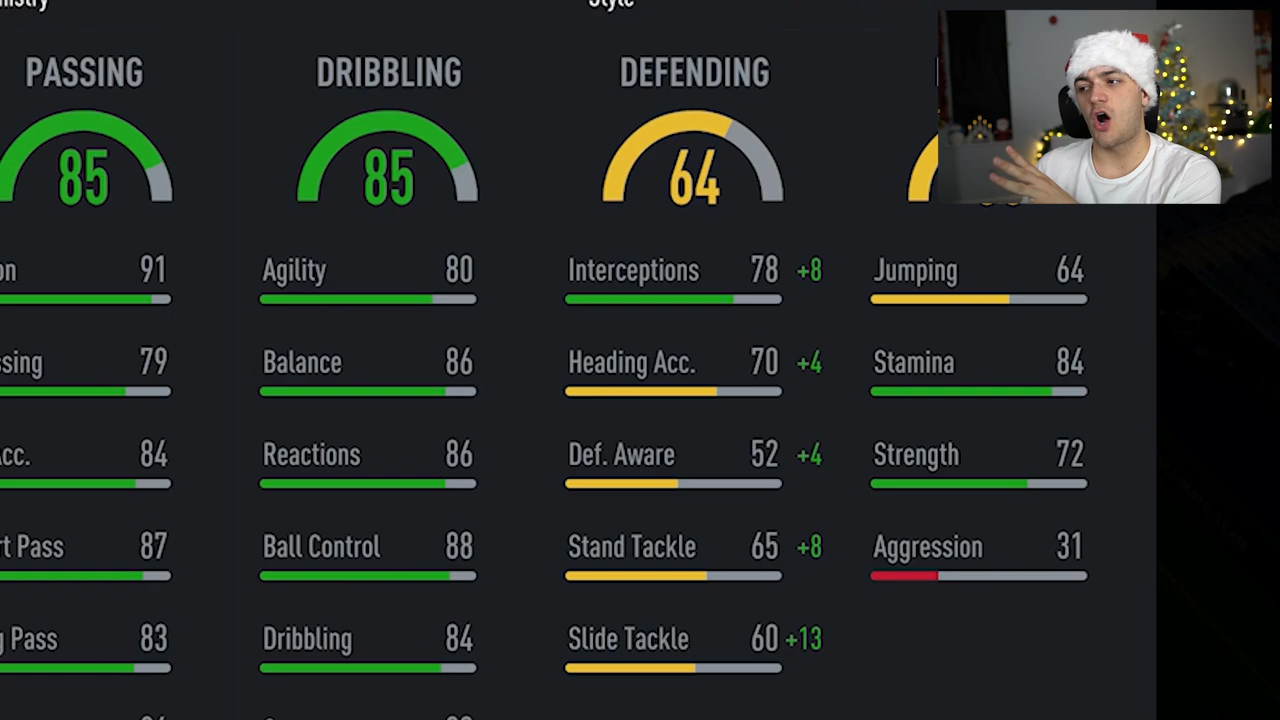 PASSING DRIBBLING DEFENDING
85 85 64
91 Agility 80 Interceptions 78 +8 Jumping 64
79 Balance 86 Heading Acc. 70 +4 Stamina 84
84 Reactions 86 Def. Aware 52 +4 Strength 72
Pass 87 Ball Control 88 Stand Tackle 65 +8 Aggression 31
Pass 83 Dribbling 84 Slide Tackle 60 +13